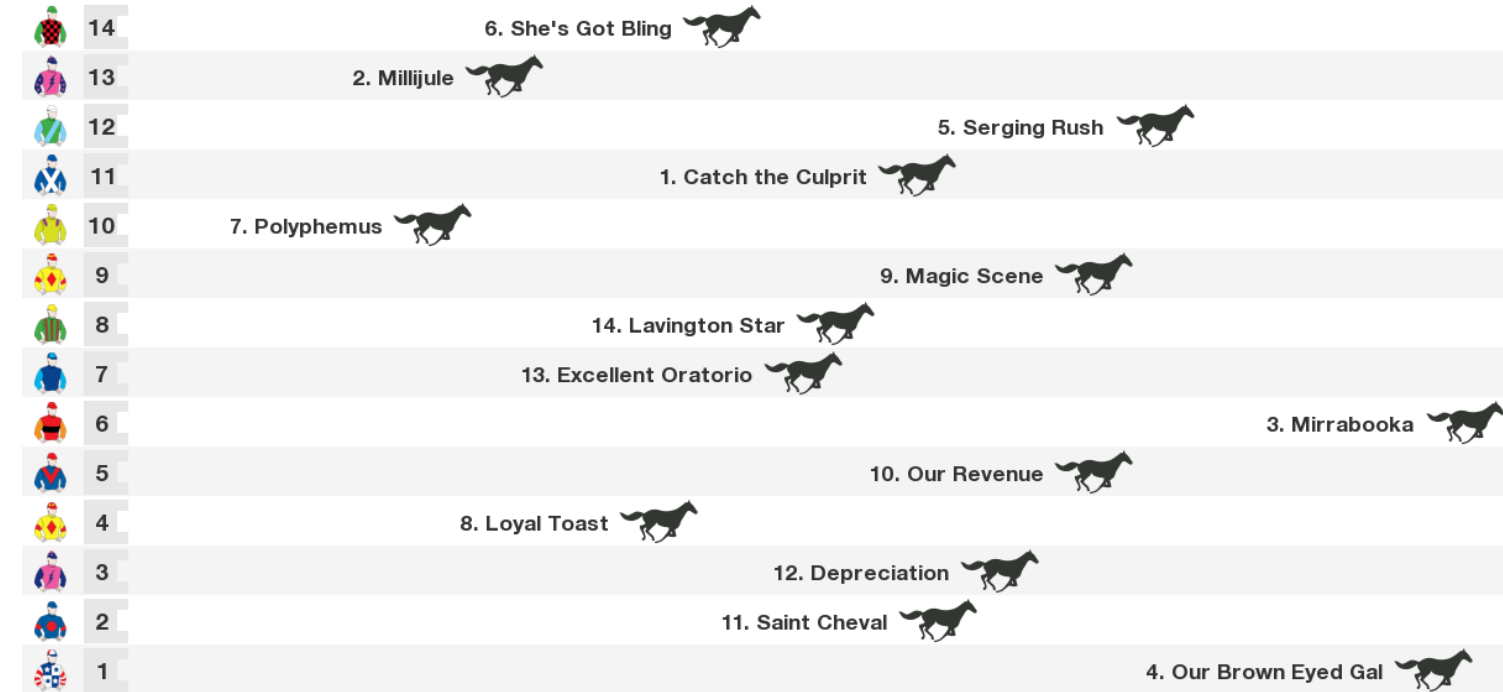 14 6. She's Got Bling
13 2. Millijule
12 5. Serging Rush
11 1. Catch the Culprit
10 7. Polyphemus
9 9. Magic Scene
8 14. Lavington Star
7 13. Excellent Oratorio
6 3. Mirrabooka
5 10. Our Revenue
4 8. Loyal Toast
3 12. Depreciation
2 11. Saint Cheval
1 4. Our Brown Eyed Gal